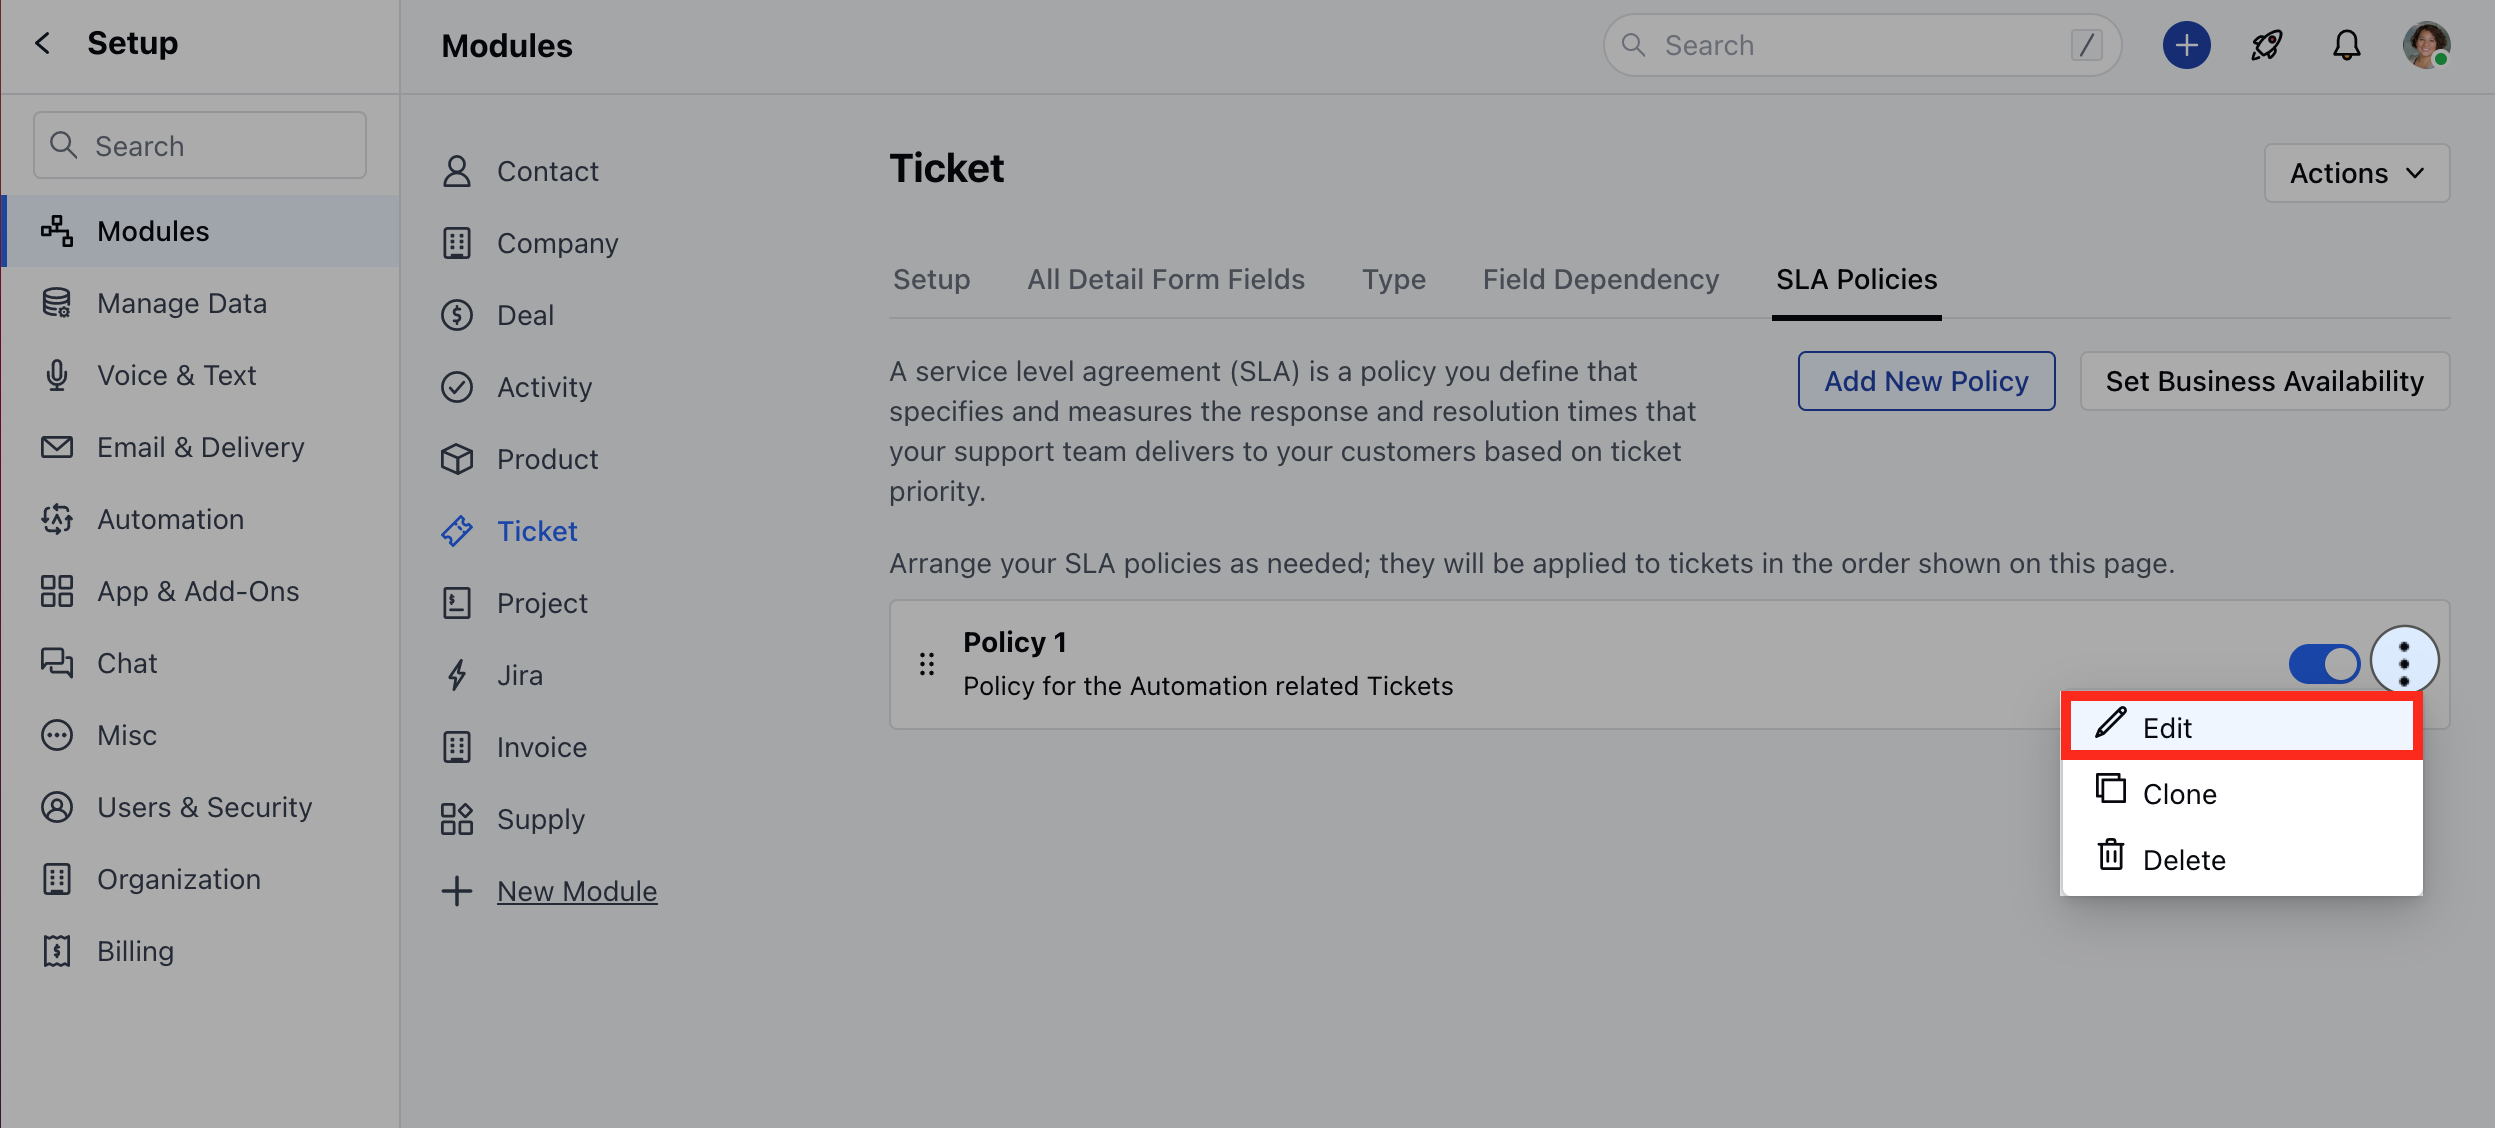 Setup
Modules
Search
/
Search
Modules
Manage Data
Voice & Text
Email & Delivery
Automation
App & Add-Ons
Chat
Misc
Users & Security
Organization
Billing
Contact
Company
Deal
Activity
Product
Ticket
Project
Jira
Invoice
Supply
New Module
Ticket
Actions
Setup
All Detail Form Fields
Type
Field Dependency
SLA Policies
A service level agreement (SLA) is a policy you define that
specifies and measures the response and resolution times that
your support team delivers to your customers based on ticket
priority.
Add New Policy
Set Business Availability
Arrange your SLA policies as needed; they will be applied to tickets in the order shown on this page.
Policy 1
Policy for the Automation related Tickets
Edit
Clone
Delete